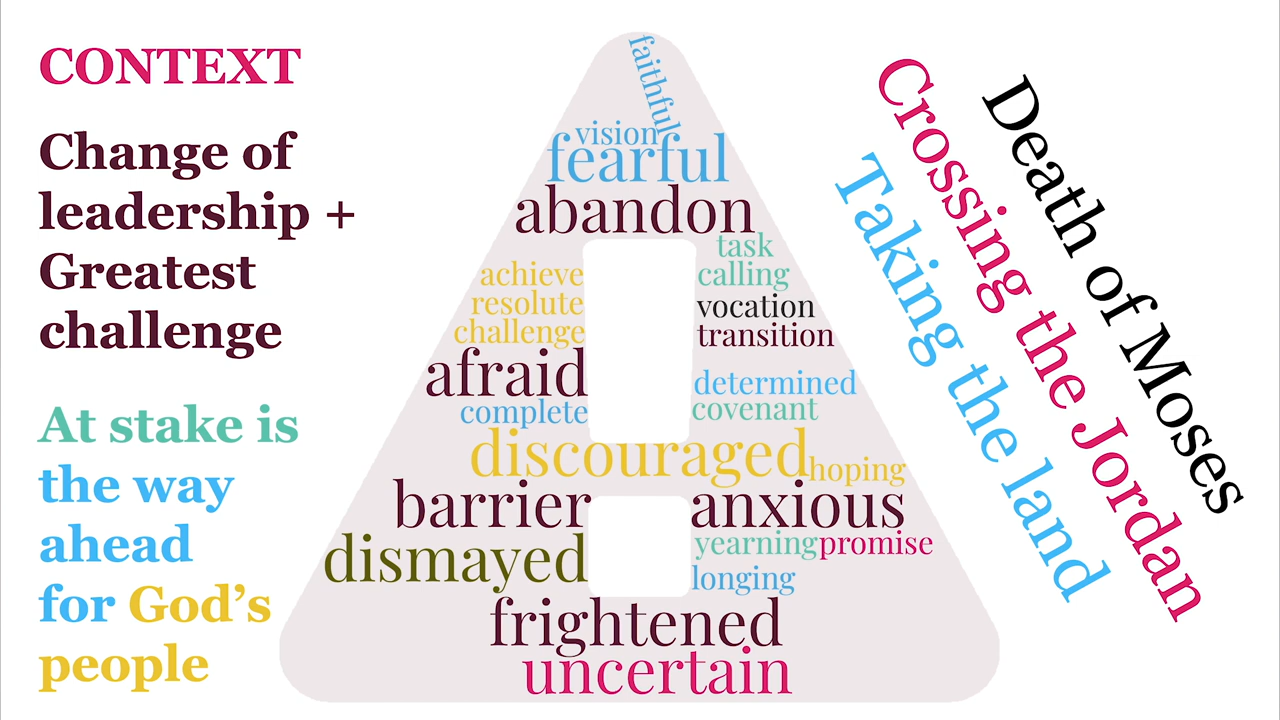 CONTEXT
Change of
leadership +
Greatest
challenge
At stake is
the way
ahead
for God’s
people
faithful
vision
fearful
abandon
task
achieve
calling
resolute
vocation
challenge
transition
afraid
determined
complete
covenant
discouraged
hoping
barrier
anxious
dismayed
yearning
promise
longing
frightened
uncertain
Death of Moses
Crossing the Jordan
Taking the land